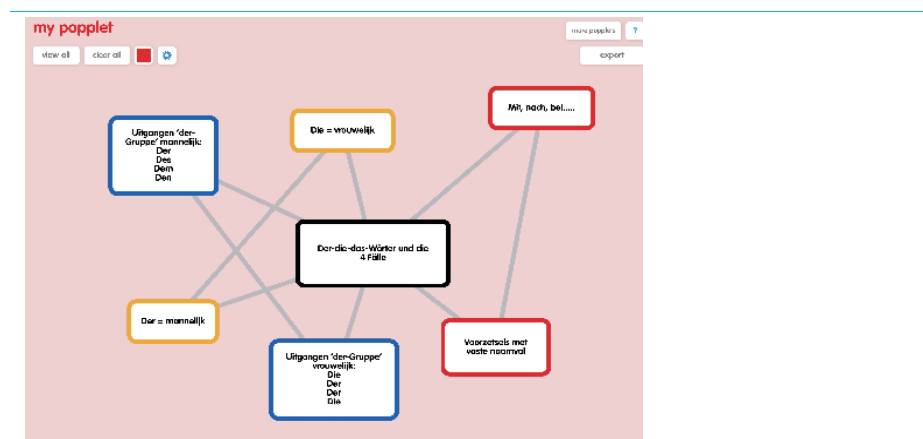 my popplet
more popplets
?
view all
clear all
export
Mit, nach, bei.....
Uitgangen 'der-
Gruppe' mannelijk:
Der
Des
Dem
Den
Die = vrouwelijk
Der-die-das-Wörter und die
4 Fälle
Der = mannelijk
Voorzetsels met
vaste naamval
Uitgangen 'der-Gruppe'
vrouwelijk:
Die
Der
Der
Die